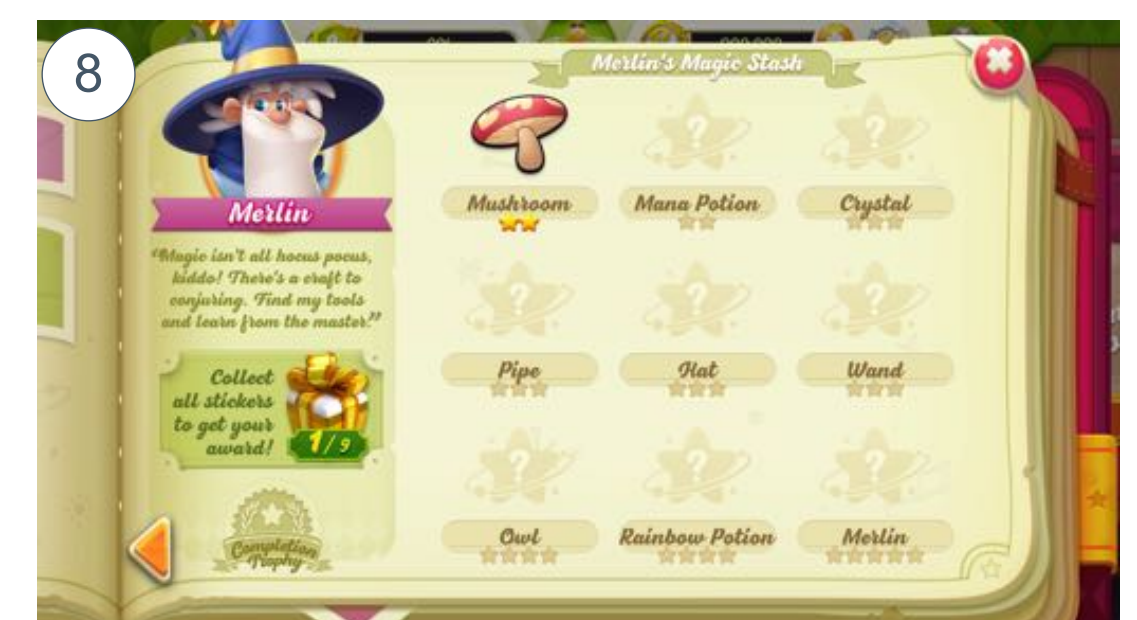 8
Merlin's Magic Stash
Merlin
"Magic isn't all hocus pocus,
kiddo! There's a craft to
conjuring. Find my tools
and learn from the master."
Collect
all stickers
to get your
award!
1/9
Completion
Trophy
Mushroom
Mana Potion
Crystal
Pipe
Hat
Wand
Owl
Rainbow Potion
Merlin